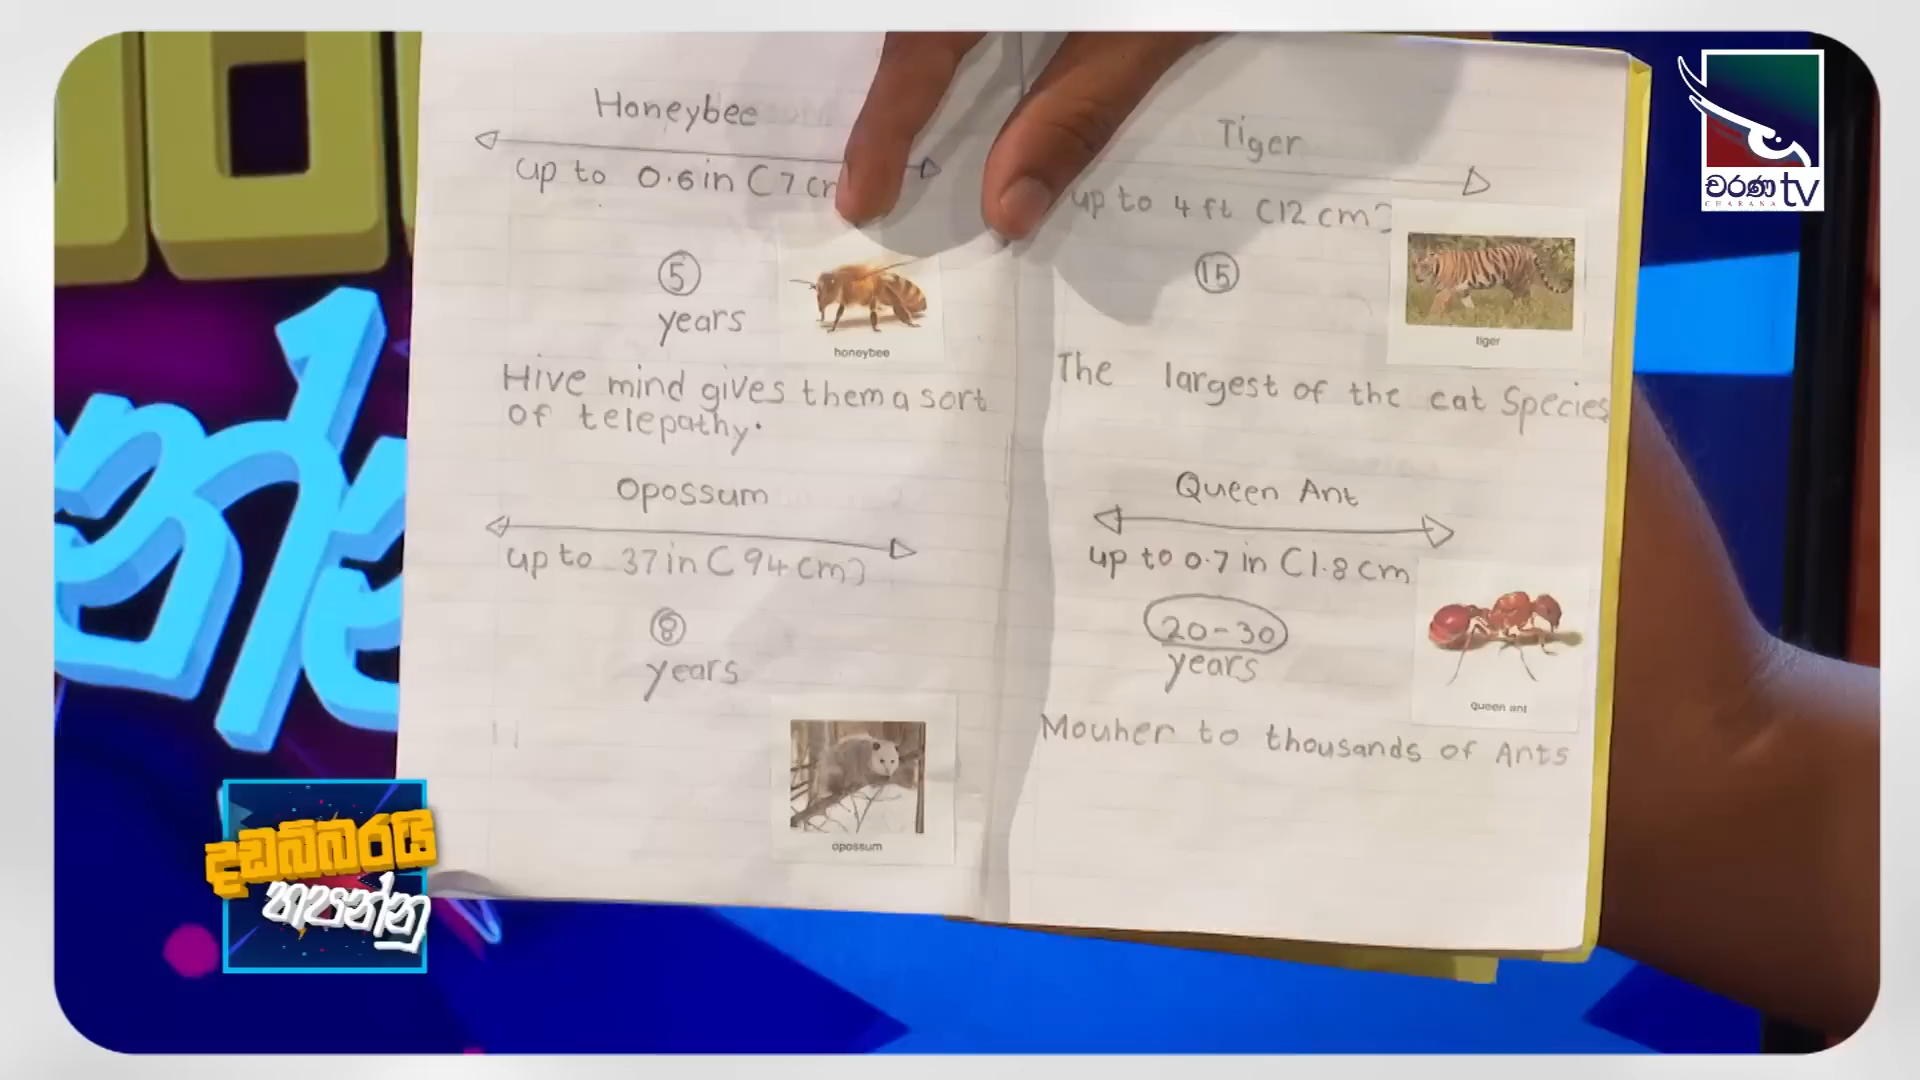 Honeybee
up to 0.6 in (7 cm
5
years
honeybee
Hive mind gives them a sort
of telepathy.
Opossum
up to 37 in (94 cm)
8
years
opossum
Tiger
up to 4 ft (12 cm)
15
tiger
The largest of the cat Species
Queen Ant
up to 0.7 in (1.8 cm
20-30
years
queen ant
Mouher to thousands of Ants
චරණ tv
CHARANA
දඩබ්බරයි
පැහැන්නු